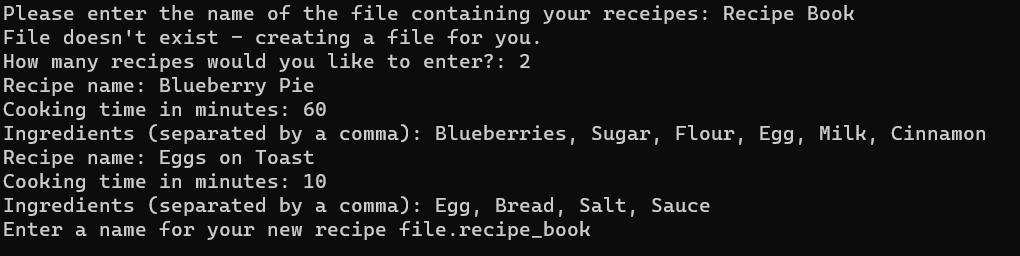 Please enter the name of the file containing your receipes: Recipe Book
File doesn't exist - creating a file for you.
How many recipes would you like to enter?: 2
Recipe name: Blueberry Pie
Cooking time in minutes: 60
Ingredients (separated by a comma): Blueberries, Sugar, Flour, Egg, Milk, Cinnamon
Recipe name: Eggs on Toast
Cooking time in minutes: 10
Ingredients (separated by a comma): Egg, Bread, Salt, Sauce
Enter a name for your new recipe file.recipe_book